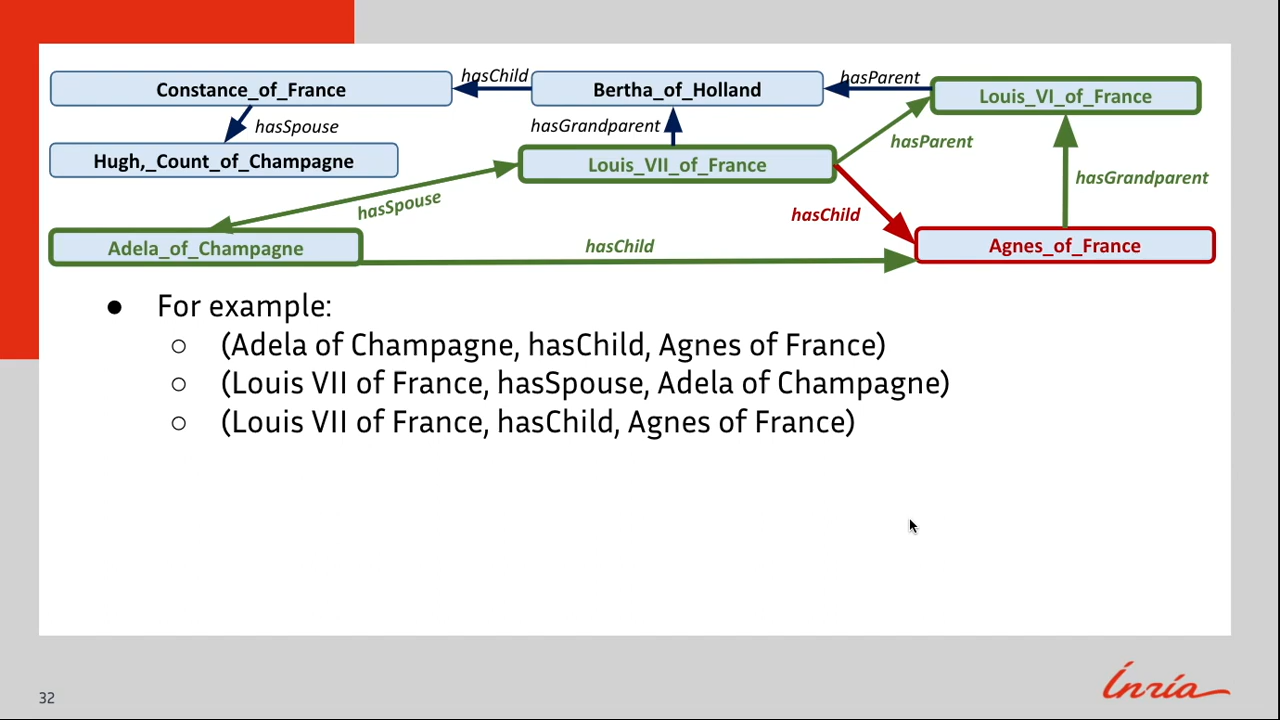 Constance_of_France
hasChild
Bertha_of_Holland
hasParent
Louis_VI_of_France
hasSpouse
hasGrandparent
hasParent
Hugh,_Count_of_Champagne
Louis_VII_of_France
hasGrandparent
hasSpouse
hasChild
Adela_of_Champagne
hasChild
Agnes_of_France
● For example:
○ (Adela of Champagne, hasChild, Agnes of France)
○ (Louis VII of France, hasSpouse, Adela of Champagne)
○ (Louis VII of France, hasChild, Agnes of France)
32
Inria